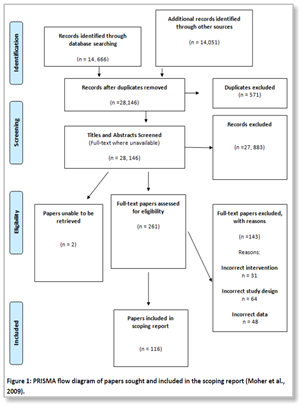 Identification
Records identified through
database searching
(n = 14, 666)
Additional records identified
through other sources
(n = 14,051)
Records after duplicates removed
(n =28,146)
Duplicates excluded
(n = 571)
Screening
Titles and Abstracts Screened
(Full-text where unavailable)
(n = 28, 146)
Records excluded
(n =27, 883)
Eligibility
Papers unable to be
retrieved
(n = 2)
Full-text papers assessed
for eligibility
(n = 261)
Full-text papers excluded,
with reasons
(n =143)
Reasons:
Incorrect intervention
n = 31
Incorrect study design
n = 64
Incorrect data
n = 48
Included
Papers included in
scoping report
(n = 116)
Figure 1: PRISMA flow diagram of papers sought and included in the scoping report (Moher et al.,
2009).